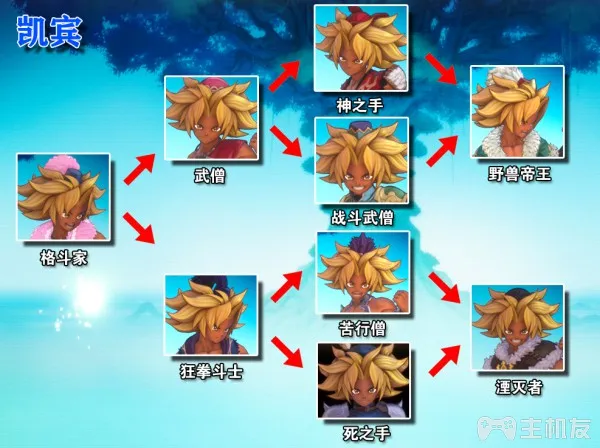 凯宾
神之手
武僧
野兽帝王
战斗武僧
格斗家
苦行僧
狂拳斗士
湮灭者
死之手
主机友